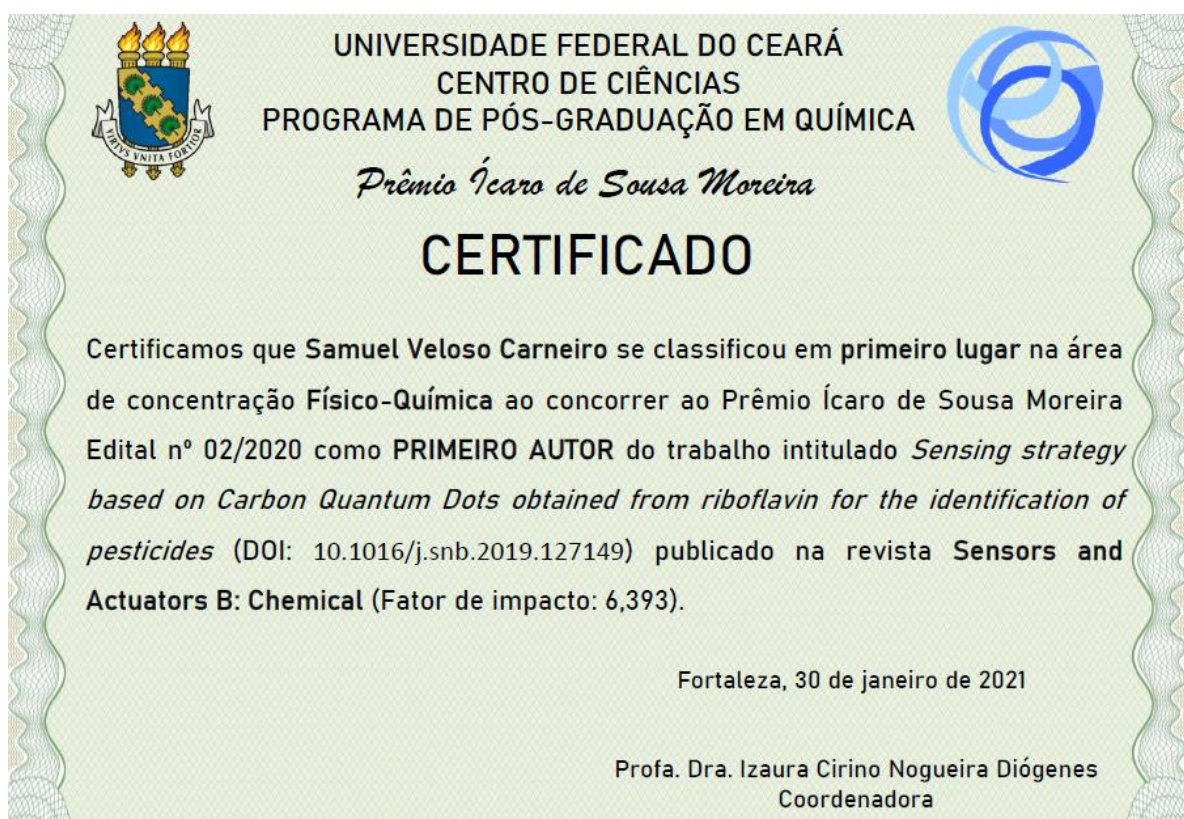 UNIVERSIDADE FEDERAL DO CEARÁ
CENTRO DE CIÊNCIAS
PROGRAMA DE PÓS-GRADUAÇÃO EM QUÍMICA
VIRTVS VNITA FORTIOR
Prêmio Ícaro de Sousa Moreira
CERTIFICADO
Certificamos que Samuel Veloso Carneiro se classificou em primeiro lugar na área
de concentração Físico-Química ao concorrer ao Prêmio Ícaro de Sousa Moreira
Edital nº 02/2020 como PRIMEIRO AUTOR do trabalho intitulado Sensing strategy
based on Carbon Quantum Dots obtained from riboflavin for the identification of
pesticides (DOI: 10.1016/j.snb.2019.127149) publicado na revista Sensors and
Actuators B: Chemical (Fator de impacto: 6,393).
Fortaleza, 30 de janeiro de 2021
Profa. Dra. Izaura Cirino Nogueira Diógenes
Coordenadora